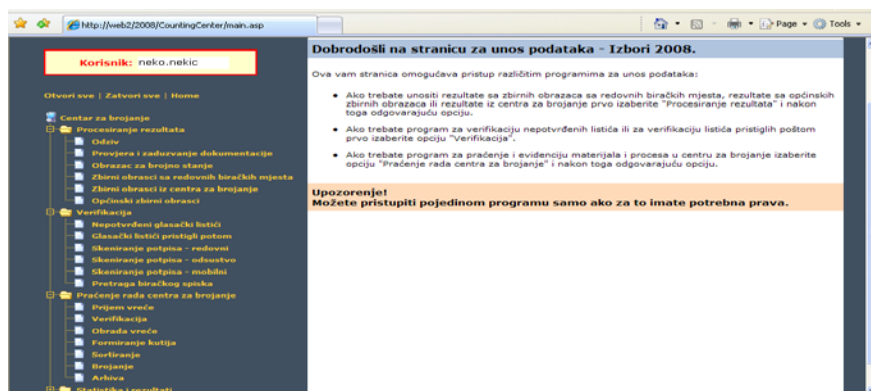 http://web2/2008/CountingCenter/main.asp
Page
Tools
Korisnik: neko.nekic
Otvori sve | Zatvori sve | Home
Centar za brojanje
Procesiranje rezultata
Odziv
Provjera i zaduzvanje dokumentacije
Obrazac za brojno stanje
Zbirni obrasci sa redovnih biračkih mjesta
Zbirni obrasci iz centra za brojanje
Općinski zbirni obrasci
Verifikacija
Nepotvrđeni glasački listići
Glasački listići pristigli potom
Skeniranje potpisa - redovni
Skeniranje potpisa - odsustvo
Skeniranje potpisa - mobilni
Pretraga biračkog spiska
Praćenje rada centra za brojanje
Prijem vreće
Verifikacija
Obrada vreće
Formiranje kutija
Sortiranje
Brojanje
Arhiva
Statistika i rezultati
Dobrodošli na stranicu za unos podataka - Izbori 2008.
Ova vam stranica omogućava pristup različitim programima za unos podataka:
Ako trebate unositi rezultate sa zbirnih obrazaca sa redovnih biračkih mjesta, rezultate sa općinskih
zbirnih obrazaca ili rezultate iz centra za brojanje prvo izaberite "Procesiranje rezultata" i nakon
toga odgovarajuću opciju.
Ako trebate program za verifikaciju nepotvrđenih listića ili za verifikaciju listića pristiglih poštom
prvo izaberite opciju "Verifikacija".
Ako trebate program za praćenje i evidenciju materijala i procesa u centru za brojanje izaberite
opciju "Praćenje rada centra za brojanje" i nakon toga odgovarajuću opciju.
Upozorenje!
Možete pristupiti pojedinom programu samo ako za to imate potrebna prava.